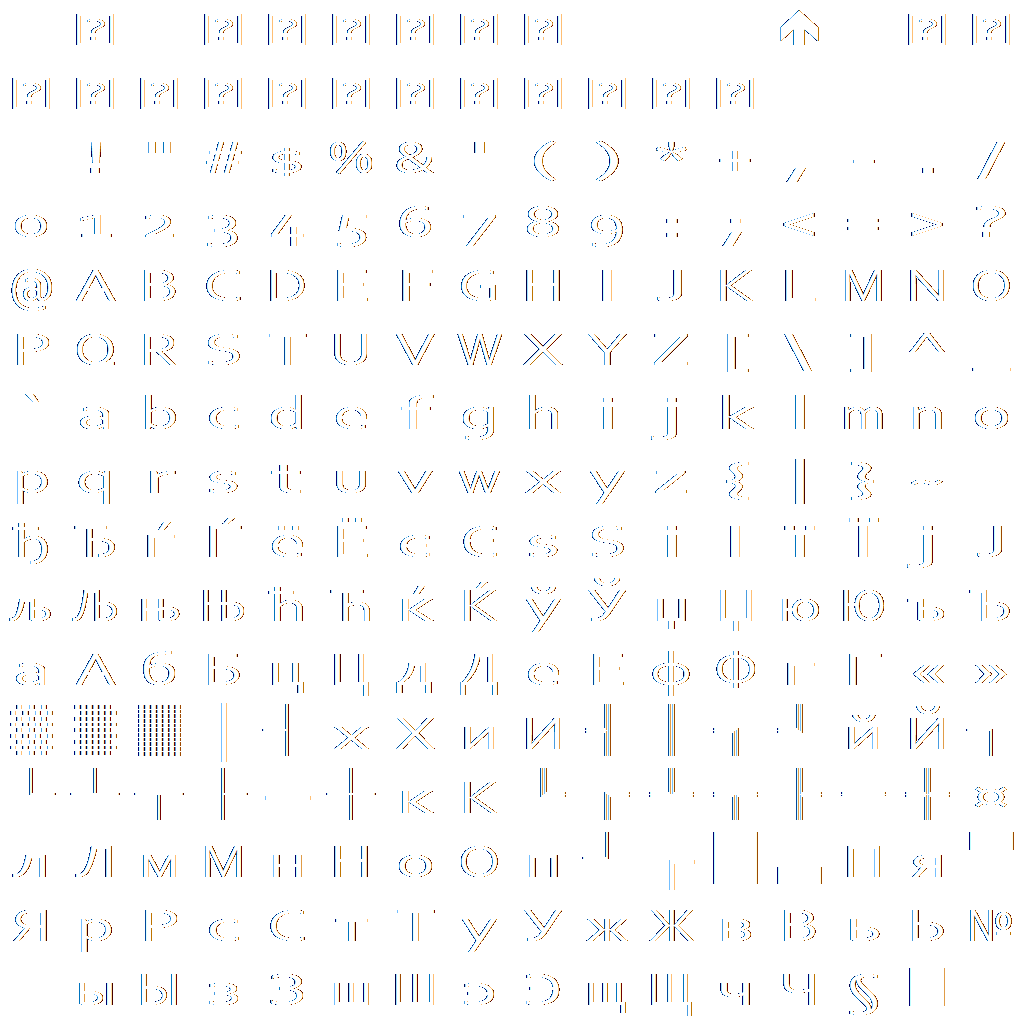 ! " # $ % & ' ( ) * + , - . /
0 1 2 3 4 5 6 7 8 9 : ; < = > ?
@ A B C D E F G H I J K L M N O
P Q R S T U V W X Y Z [ \ ] ^ _
` a b c d e f g h i j k l m n o
p q r s t u v w x y z { | } ~
ђ Ђ ѓ Ѓ ё Ё є Є ѕ Ѕ і І ї Ї ј Ј
љ Љ њ Њ ћ Ћ ќ Ќ ў Ў џ Џ ю Ю ъ Ъ
а А б Б ц Ц д Д е Е ф Ф г Г « »
░ ▒ ▓ │ ┤ х Х и И ╣ ║ ╗ ╝ й Й ┐
└ ┴ ┬ ├ ─ ┼ к К ╚ ╔ ╩ ╦ ╠ ═ ╬ ¤
л Л м М н Н о О п ┘ ┌ █ ▄ П я ▀
Я р Р с С т Т у У ж Ж в В ь Ь №
ы Ы з З ш Ш э Э щ Щ ч Ч § ■